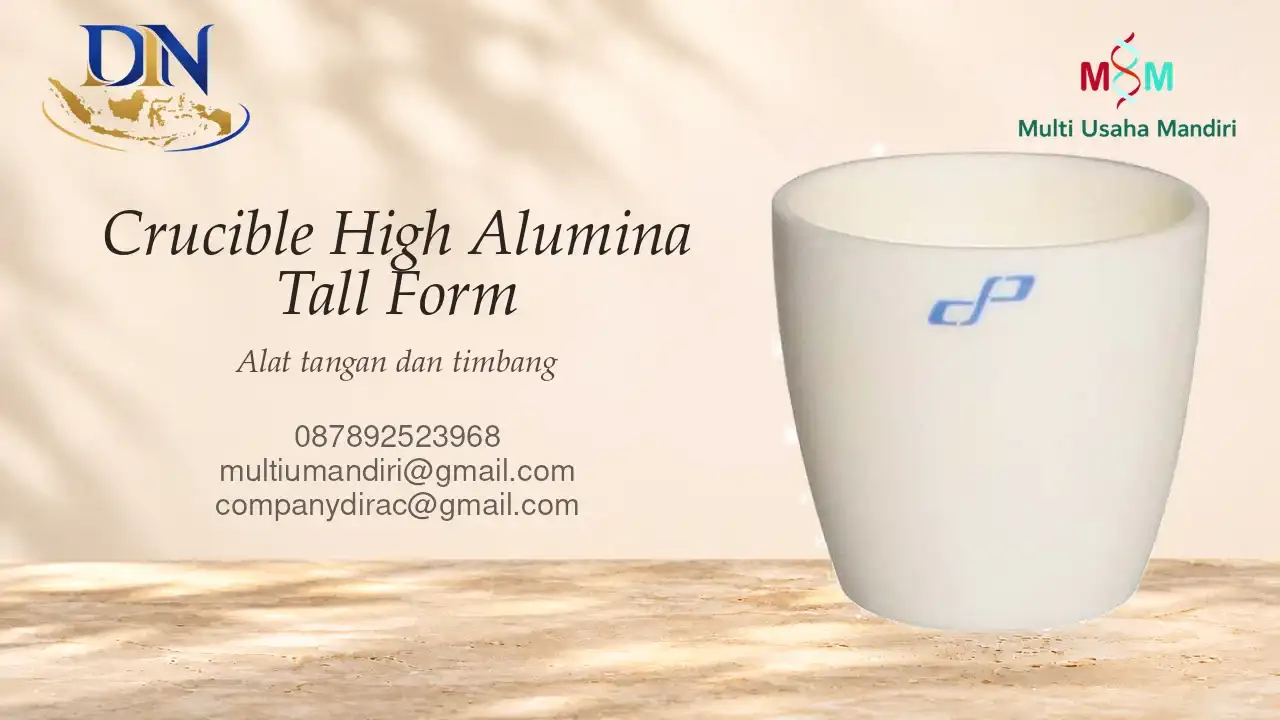 DN
M M
Multi Usaha Mandiri
Crucible High Alumina
Tall Form
Alat tangan dan timbang
087892523968
multiumandiri@gmail.com
companydirac@gmail.com